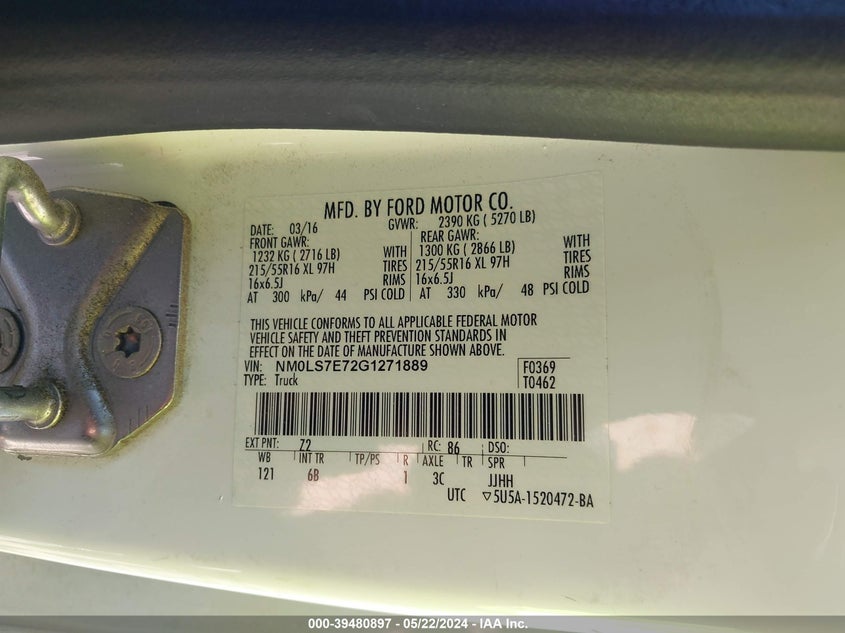 MFD. BY FORD MOTOR CO.
DATE: 03/16 GVWR: 2390 KG ( 5270 LB)
FRONT GAWR: REAR GAWR:
1232 KG ( 2716 LB) WITH 1300 KG ( 2866 LB) WITH
215/55R16 XL 97H TIRES 215/55R16 XL 97H TIRES
16x6.5J RIMS 16x6.5J RIMS
AT 300 kPa/ 44 PSI COLD AT 330 kPa/ 48 PSI COLD
THIS VEHICLE CONFORMS TO ALL APPLICABLE FEDERAL MOTOR
VEHICLE SAFETY AND THEFT PREVENTION STANDARDS IN
EFFECT ON THE DATE OF MANUFACTURE SHOWN ABOVE.
VIN: NM0LS7E72G1271889 F0369
TYPE: Truck T0462
EXT PNT: Z2 RC: 86 DSO:
WB INT TR TP/PS R AXLE TR SPR
121 6B 1 3C JJHH
UTC ▽5U5A-1520472-BA
000-39480897 - 05/22/2024 - IAA Inc.